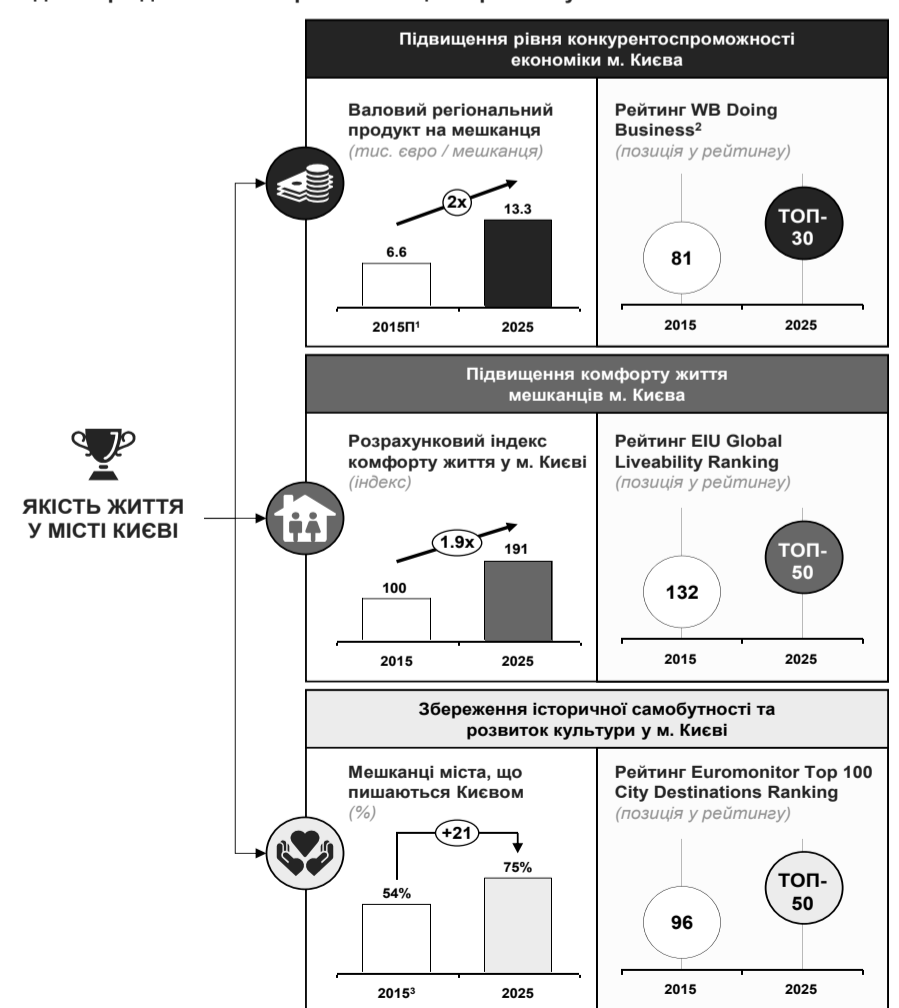 Підвищення рівня конкурентоспроможності
економіки м. Києва
Валовий регіональний
продукт на мешканця
(тис. євро / мешканця)
2x
6.6
13.3
2015П¹
2025
Рейтинг WB Doing
Business²
(позиція у рейтингу)
81
ТОП-
30
2015
2025
ЯКІСТЬ ЖИТТЯ
У МІСТІ КИЄВІ
Підвищення комфорту життя
мешканців м. Києва
Розрахунковий індекс
комфорту життя у м. Києві
(індекс)
1.9x
100
191
2015
2025
Рейтинг EIU Global
Liveability Ranking
(позиція у рейтингу)
132
ТОП-
50
2015
2025
Збереження історичної самобутності та
розвиток культури у м. Києві
Мешканці міста, що
пишаються Києвом
(%)
+21
54%
75%
2015³
2025
Рейтинг Euromonitor Top 100
City Destinations Ranking
(позиція у рейтингу)
96
ТОП-
50
2015
2025